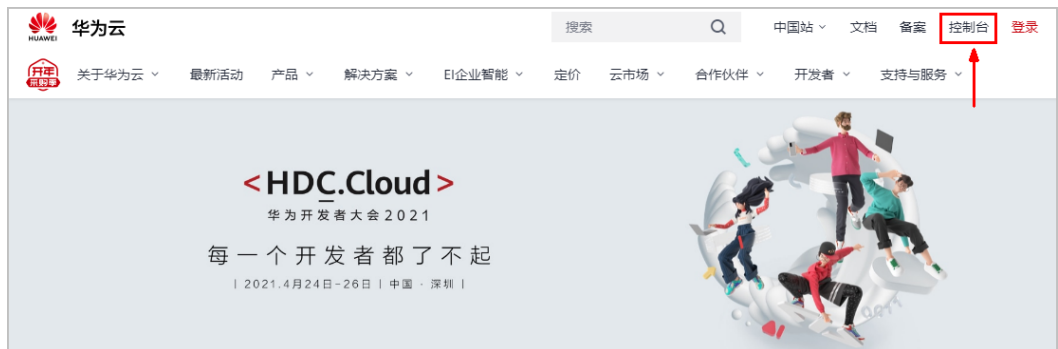 HUAWEI 华为云 搜索 中国站 文档 备案 控制台 登录
开年采购季 关于华为云 最新活动 产品 解决方案 EI企业智能 定价 云市场 合作伙伴 开发者 支持与服务
<HDC.Cloud>
华为开发者大会2021
每一个开发者都了不起
| 2021.4月24日-26日 | 中国 · 深圳 |